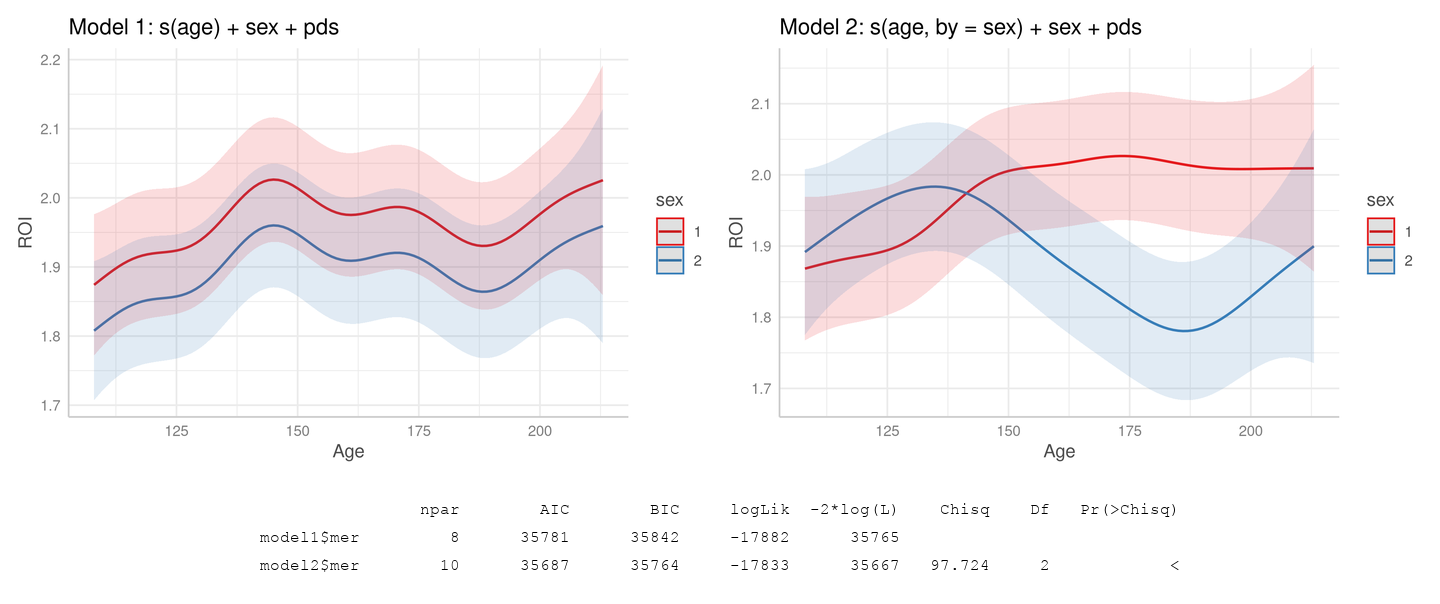 Model 1: s(age) + sex + pds
2.2
2.1
2.0
1.9
1.8
1.7
ROI
125 150 175 200
Age
sex
1
2
Model 2: s(age, by = sex) + sex + pds
2.1
2.0
1.9
1.8
1.7
ROI
125 150 175 200
Age
sex
1
2
npar AIC BIC logLik -2*log(L) Chisq Df Pr(>Chisq)
model1$mer 8 35781 35842 -17882 35765
model2$mer 10 35687 35764 -17833 35667 97.724 2 <